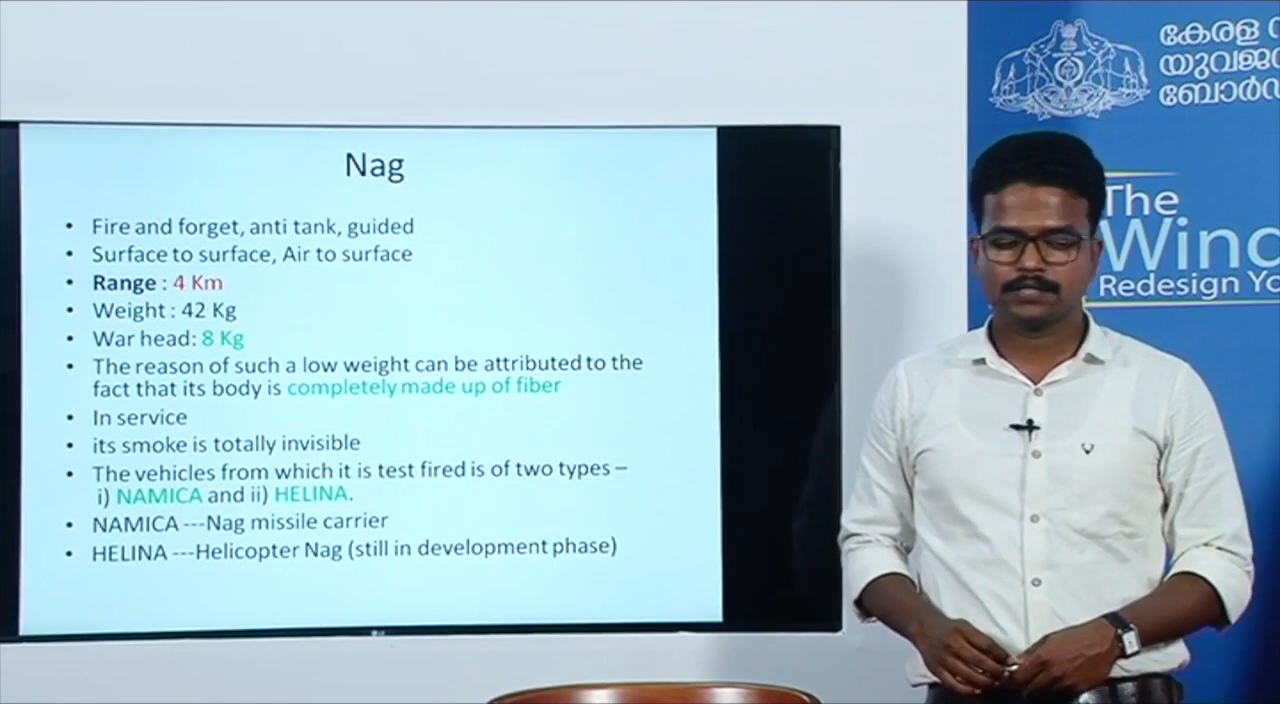 Nag
• Fire and forget, anti tank, guided
• Surface to surface, Air to surface
• Range : 4 Km
• Weight : 42 Kg
• War head: 8 Kg
• The reason of such a low weight can be attributed to the
fact that its body is completely made up of fiber
• In service
• its smoke is totally invisible
• The vehicles from which it is test fired is of two types –
i) NAMICA and ii) HELINA.
• NAMICA ---Nag missile carrier
• HELINA ---Helicopter Nag (still in development phase)
LG
കേരള
യുവജന
ബോർഡ
The
Wind
Redesign Yo